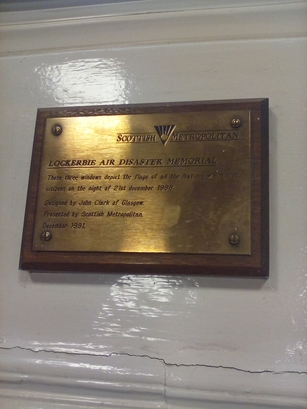 SCOTTISH METROPOLITAN
LOCKERBIE AIR DISASTER MEMORIAL
These three windows depict the flags of all the Nations
citizens on the night of 21st december 1988
Designed by John Clark of Glasgow.
Presented by Scottish Metropolitan.
December 1991.